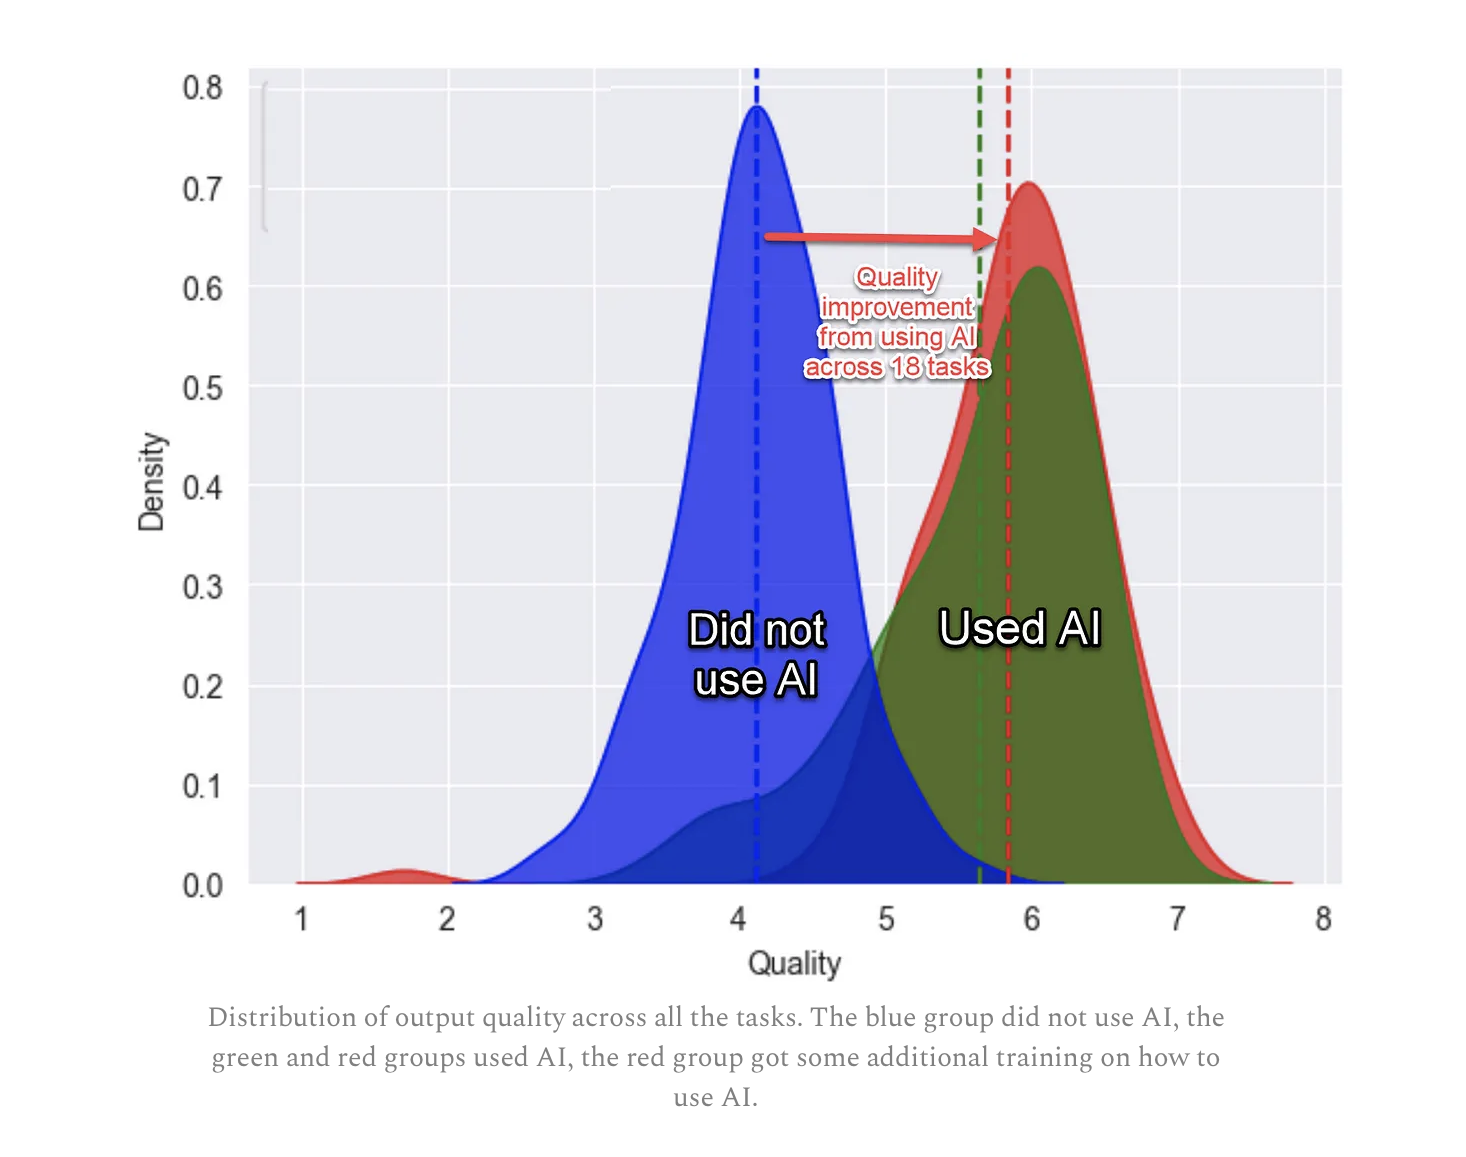 0.8
0.7
0.6
0.5
0.4
0.3
0.2
0.1
0.0
Density
Quality
improvement
from using AI
across 18 tasks
Did not
use AI
Used AI
1 2 3 4 5 6 7 8
Quality
Distribution of output quality across all the tasks. The blue group did not use AI, the
green and red groups used AI, the red group got some additional training on how to
use AI.